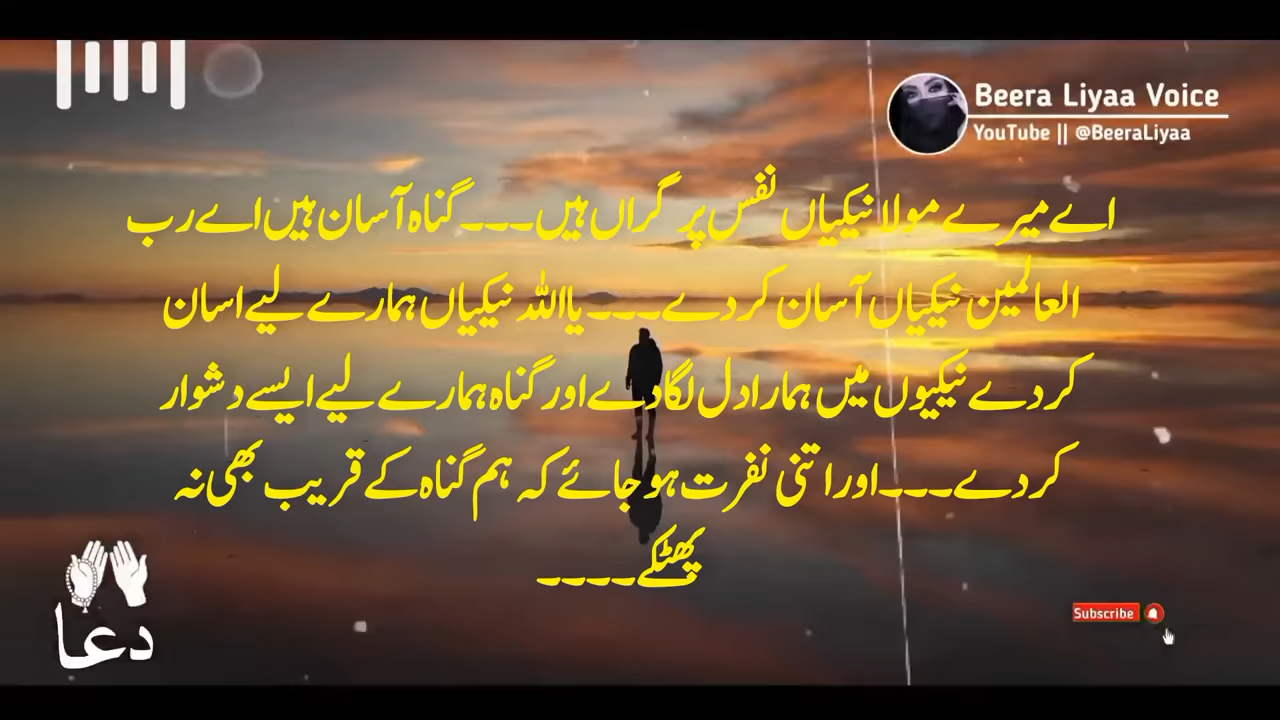 Beera Liyaa Voice
YouTube || @BeeraLiyaa
اے میرے مولا نیکیاں نفس پر گراں ہیں۔۔۔گناہ آسان ہیں اے رب
العالمین نیکیاں آسان کر دے۔۔۔۔یااللہ نیکیاں ہمارے لیے اسان
کر دے نیکیوں میں ہمارا دل لگا دے اور گناہ ہمارے لیے ایسے دشوار
کر دے۔۔۔اور اتنی نفرت ہو جائے کہ ہم گناہ کے قریب بھی نہ
پھٹکے۔۔۔۔
دعا
Subscribe